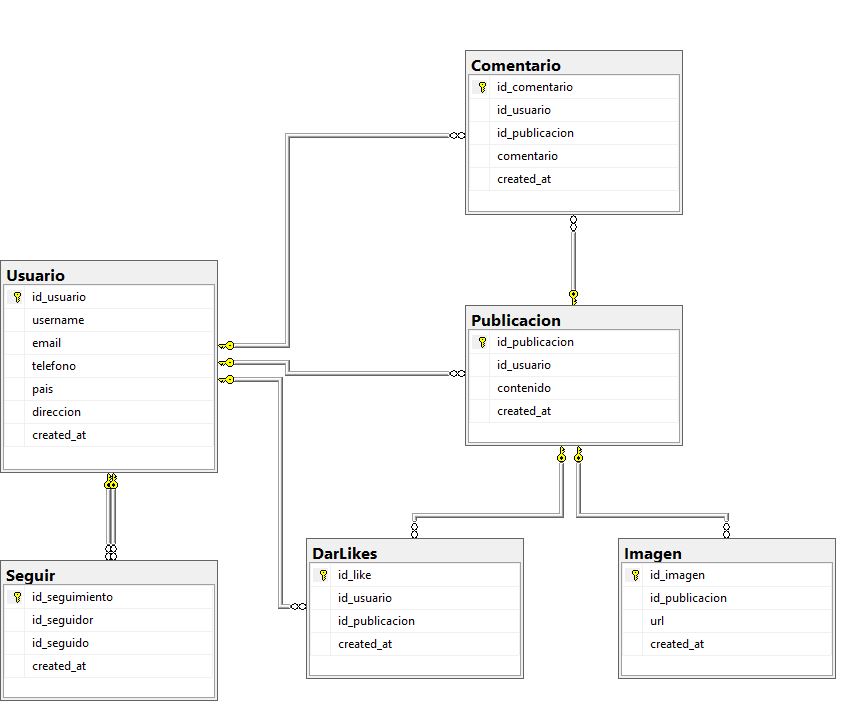 Comentario
id_comentario
id_usuario
id_publicacion
comentario
created_at
Usuario
id_usuario
username
email
telefono
pais
direccion
created_at
Publicacion
id_publicacion
id_usuario
contenido
created_at
Seguir
id_seguimiento
id_seguidor
id_seguido
created_at
DarLikes
id_like
id_usuario
id_publicacion
created_at
Imagen
id_imagen
id_publicacion
url
created_at